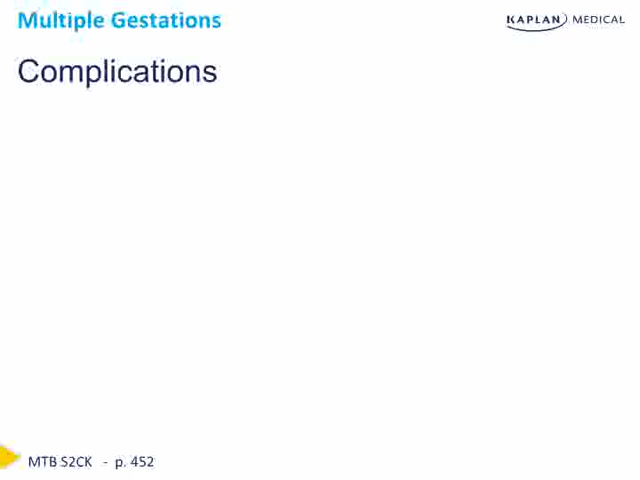 Multiple Gestations
KAPLAN MEDICAL
Complications
MTB S2CK - p. 452